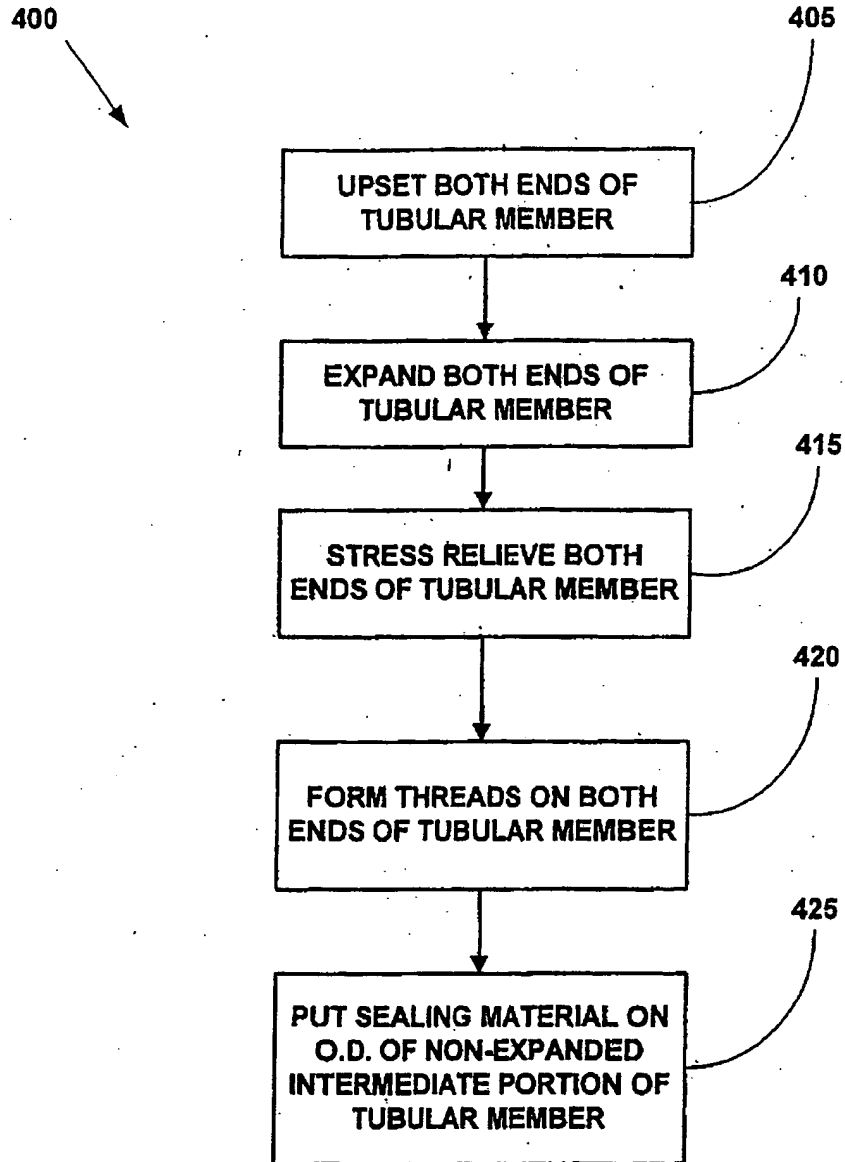 400
405
UPSET BOTH ENDS OF
TUBULAR MEMBER
410
EXPAND BOTH ENDS OF
TUBULAR MEMBER
415
STRESS RELIEVE BOTH
ENDS OF TUBULAR MEMBER
420
FORM THREADS ON BOTH
ENDS OF TUBULAR MEMBER
425
PUT SEALING MATERIAL ON
O.D. OF NON-EXPANDED
INTERMEDIATE PORTION OF
TUBULAR MEMBER